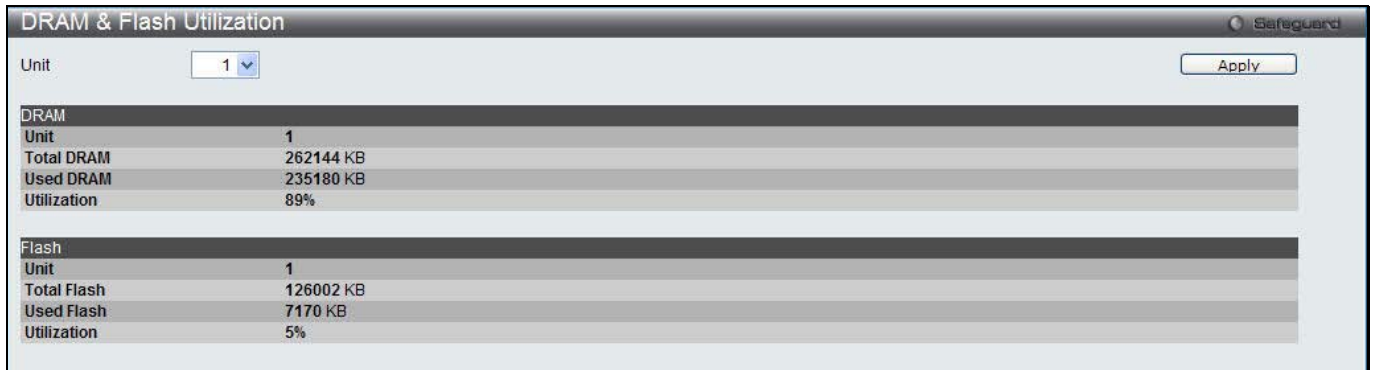 DRAM & Flash Utilization Safeguard
Unit 1 Apply
DRAM
Unit 1
Total DRAM 262144 KB
Used DRAM 235180 KB
Utilization 89%
Flash
Unit 1
Total Flash 126002 KB
Used Flash 7170 KB
Utilization 5%